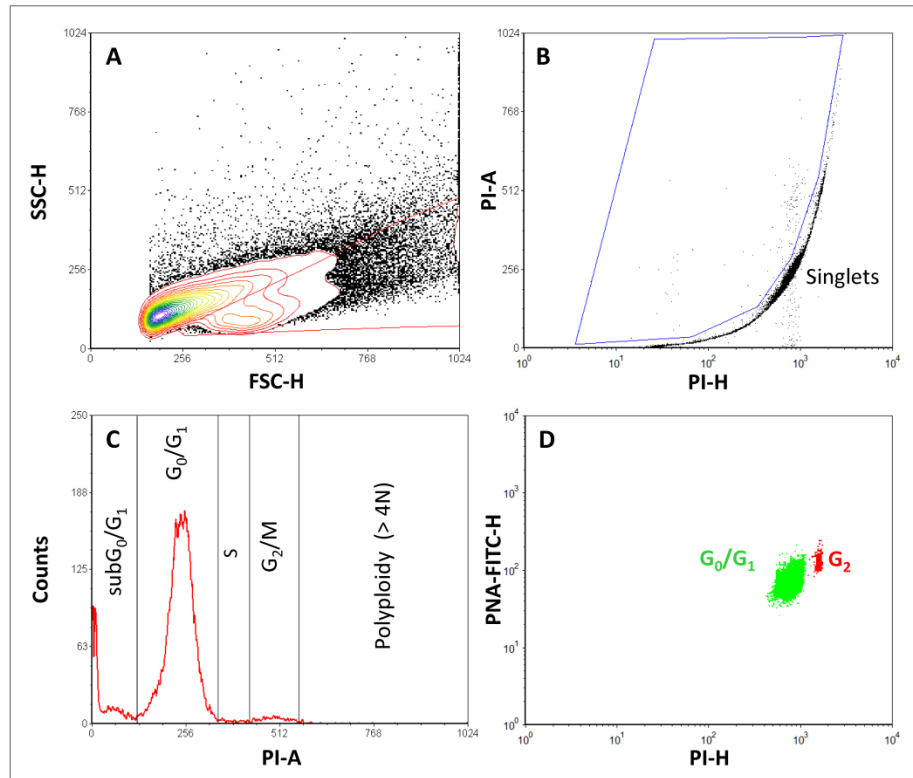 A
SSC-H
1024
768
512
256
0
0
256
512
768
1024
FSC-H
B
PI-A
1024
768
512
256
0
Singlets
10⁰
10¹
10²
10³
10⁴
PI-H
C
Counts
250
188
125
63
0
subG₀/G₁
G₀/G₁
S
G₂/M
Polyploidy (> 4N)
0
256
512
768
1024
PI-A
D
PNA-FITC-H
10⁴
10³
10²
10¹
10⁰
G₀/G₁
G₂
10⁰
10¹
10²
10³
10⁴
PI-H